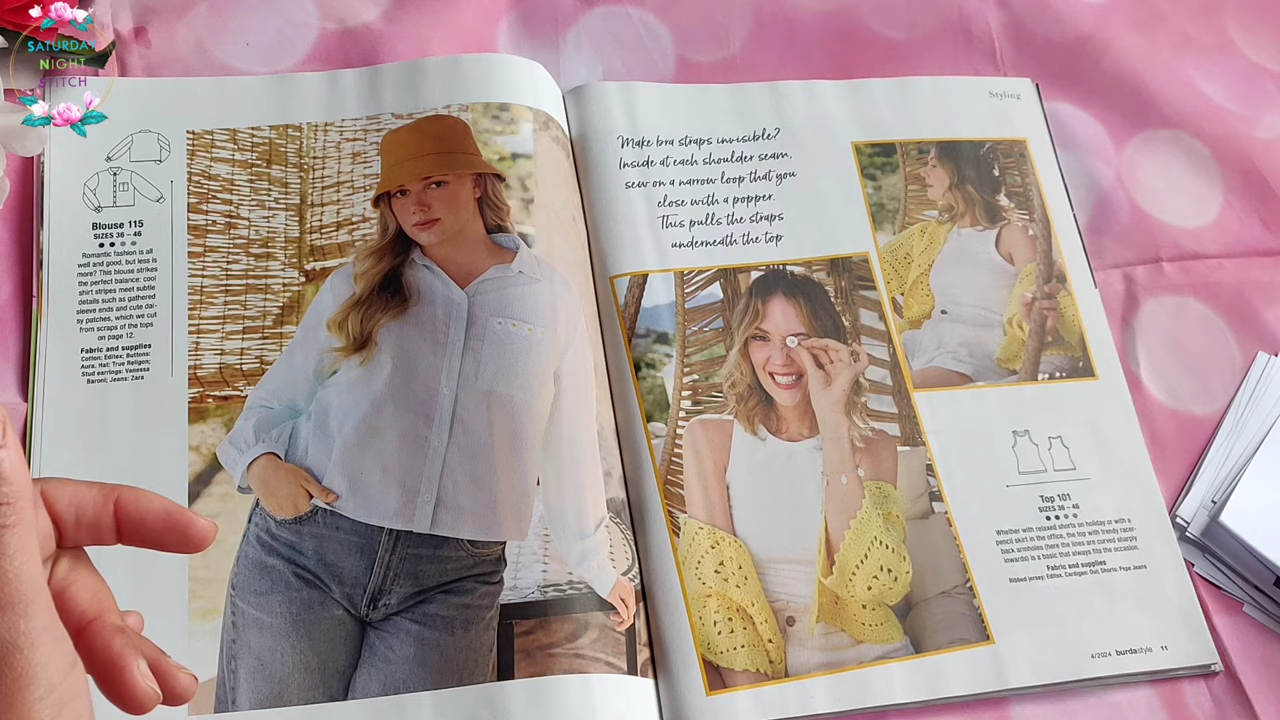 SATURDAY
NIGHT
STITCH
Blouse 115
SIZES 36 – 46
Romantic fashion is all
well and good, but less is
more? This blouse strikes
the perfect balance: cool
shirt stripes meet subtle
details such as gathered
sleeve ends and cute dai-
sy patches, which we cut
from scraps of the tops
on page 12.
Fabric and supplies
Cotton: Editex; Buttons:
Aura. Hat: True Religon;
Stud earrings: Vanessa
Baroni; Jeans: Zara
Styling
Make bra straps invisible?
Inside at each shoulder seam,
sew on a narrow loop that you
close with a popper.
This pulls the straps
underneath the top
Top 101
SIZES 36 – 46
Whether with relaxed shorts on holiday or with a
pencil skirt in the office, the top with trendy racer-
back armholes (here the lines are curved sharply
inwards) is a basic that always fits the occasion.
Fabric and supplies
Ribbed jersey: Editex. Cardigan: Oui; Shorts: Pepe Jeans
4/2024 burdastyle 11